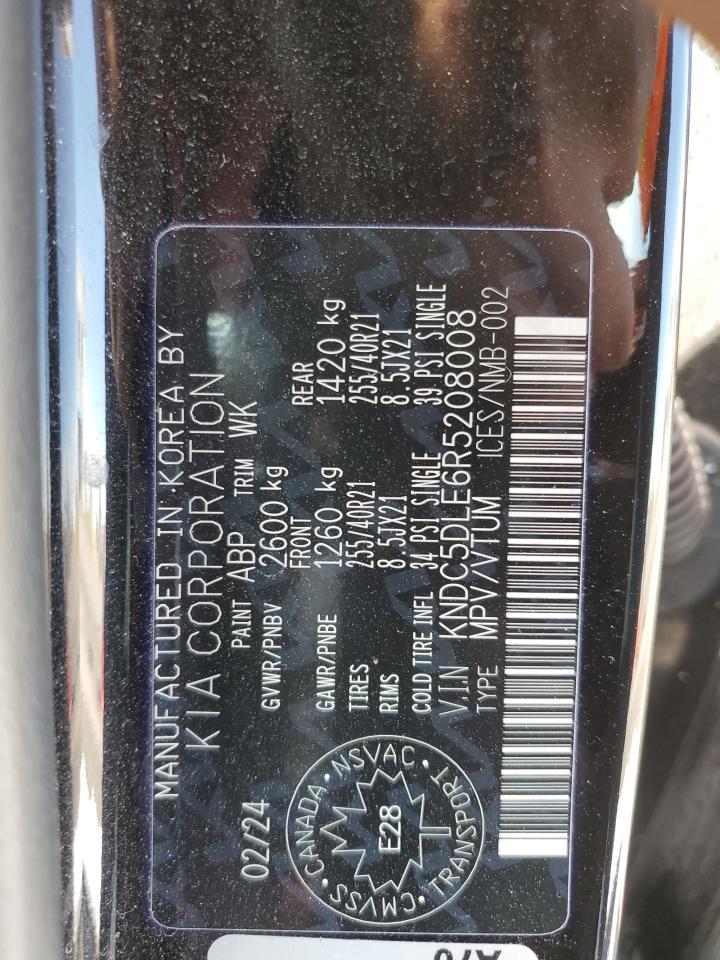 MANUFACTURED IN KOREA BY
KIA CORPORATION
02/24 PAINT ABP TRIM WK
GVWR/PNBV 2600 kg
FRONT REAR
GAWR/PNBE 1260 kg 1420 kg
TIRES 255/40R21 255/40R21
RIMS 8.5JX21 8.5JX21
COLD TIRE INFL 34 PSI SINGLE 39 PSI SINGLE
VIN KNDC5DLE6R5208008
TYPE MPV/VTUM ICES/NMB-002
CANADA • NSVAC • TRANSPORT • CMVSS •
E28